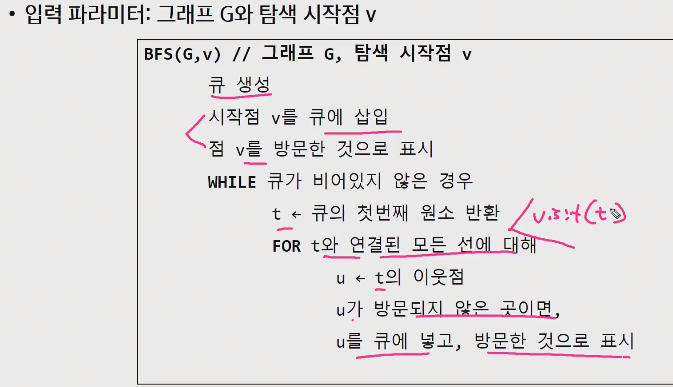 • 입력 파라미터: 그래프 G와 탐색 시작점 v
BFS(G,v) // 그래프 G, 탐색 시작점 v
큐 생성
시작점 v를 큐에 삽입
점 v를 방문한 것으로 표시
WHILE 큐가 비어있지 않은 경우
t ← 큐의 첫번째 원소 반환
visit(t)
FOR t와 연결된 모든 선에 대해
u ← t의 이웃점
u가 방문되지 않은 곳이면,
u를 큐에 넣고, 방문한 것으로 표시